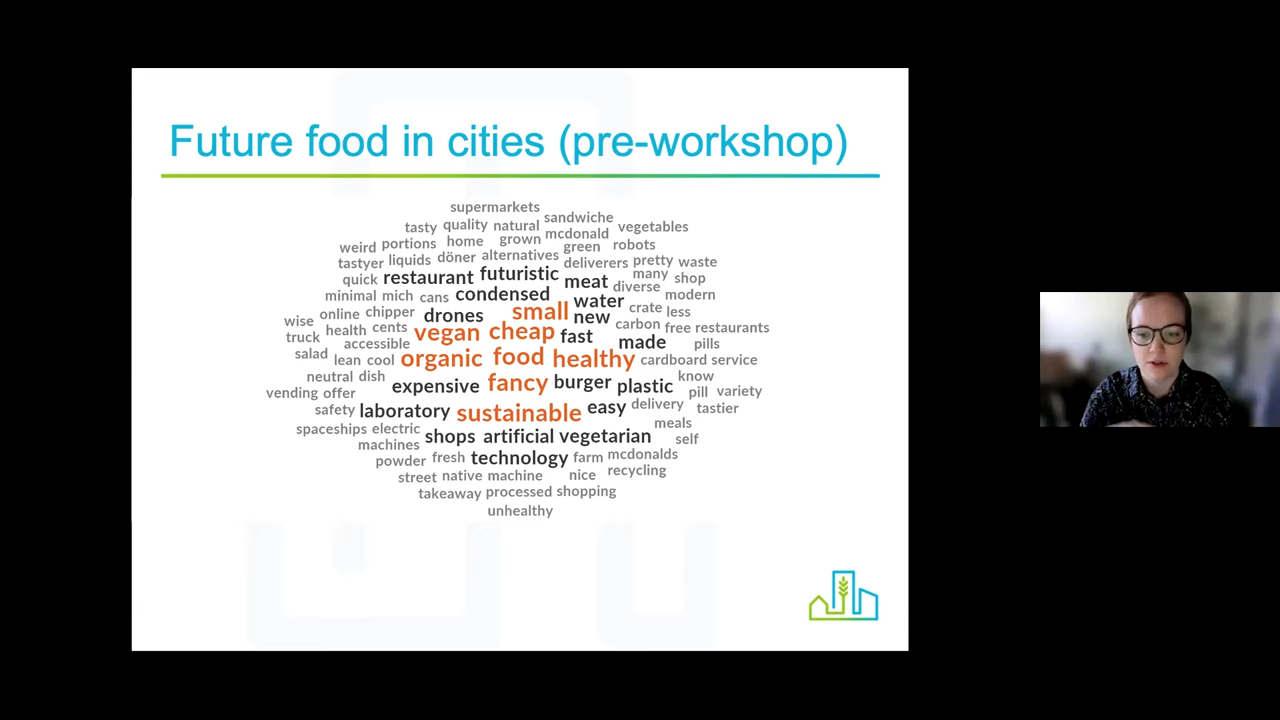 Future food in cities (pre-workshop)
supermarkets
sandwiche
tasty quality natural mcdonald vegetables
weird portions home grown green robots
tastyer liquids döner alternatives deliverers pretty waste
quick restaurant futuristic meat many shop
minimal mich cans condensed water diverse modern
wise online chipper drones small new crate less
truck health cents vegan cheap fast carbon free restaurants
accessible made pills
salad lean cool organic food healthy cardboard service
neutral dish expensive fancy burger plastic know
vending offer pill variety
safety laboratory sustainable easy delivery tastier
spaceships electric meals
machines shops artificial vegetarian self
powder fresh technology farm mcdonalds
street native machine nice recycling
takeaway processed shopping
unhealthy